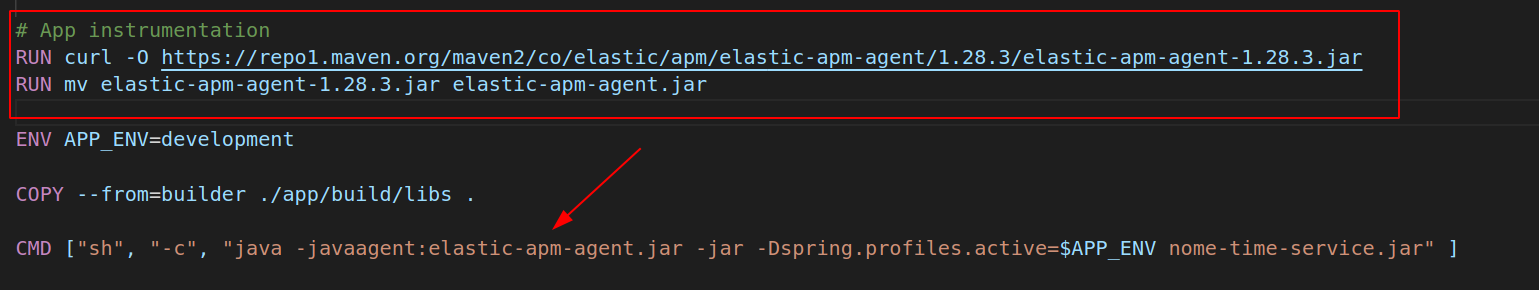 # App instrumentation
RUN curl -O https://repo1.maven.org/maven2/co/elastic/apm/elastic-apm-agent/1.28.3/elastic-apm-agent-1.28.3.jar
RUN mv elastic-apm-agent-1.28.3.jar elastic-apm-agent.jar
ENV APP_ENV=development
COPY --from=builder ./app/build/libs .
CMD ["sh", "-c", "java -javaagent:elastic-apm-agent.jar -jar -Dspring.profiles.active=$APP_ENV nome-time-service.jar" ]